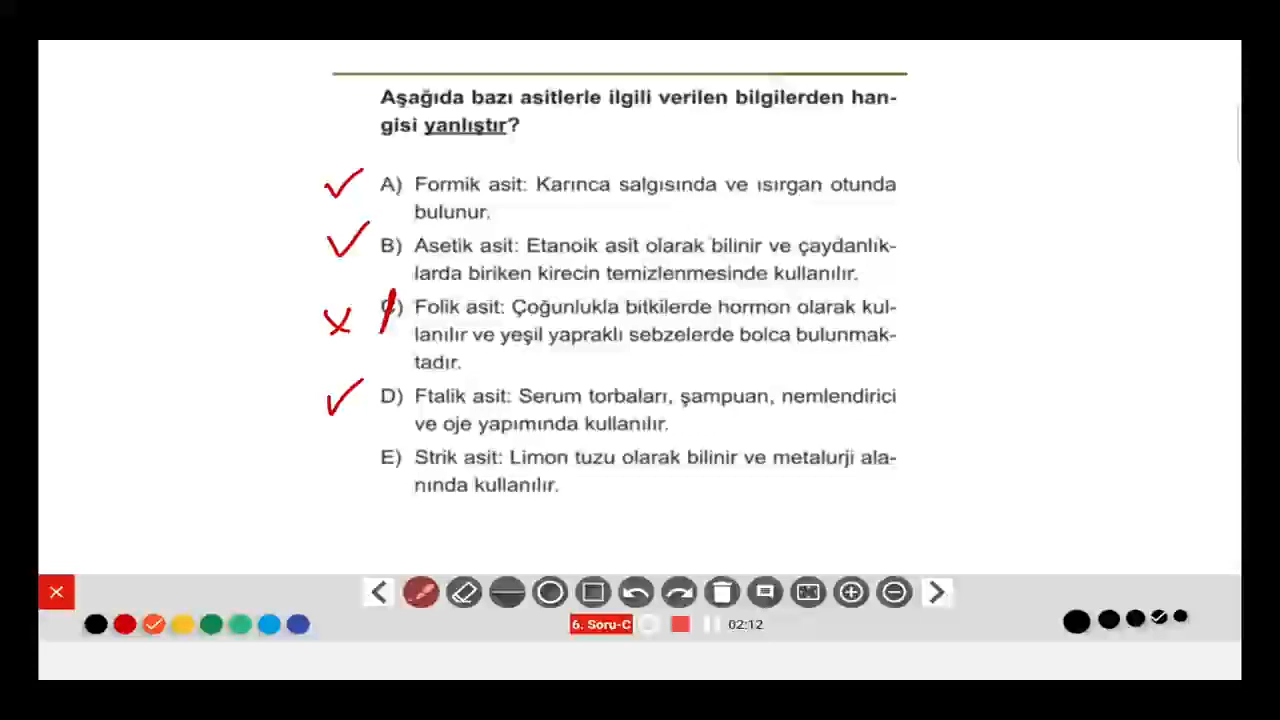 Aşağıda bazı asitlerle ilgili verilen bilgilerden han-
gisi yanlıştır?
A) Formik asit: Karınca salgısında ve ısırgan otunda
bulunur.
B) Asetik asit: Etanoik asit olarak bilinir ve çaydanlık-
larda biriken kirecin temizlenmesinde kullanılır.
C) Folik asit: Çoğunlukla bitkilerde hormon olarak kul-
lanılır ve yeşil yapraklı sebzelerde bolca bulunmak-
tadır.
D) Ftalik asit: Serum torbaları, şampuan, nemlendirici
ve oje yapımında kullanılır.
E) Strik asit: Limon tuzu olarak bilinir ve metalurji ala-
nında kullanılır.
6. Soru-C 02:12